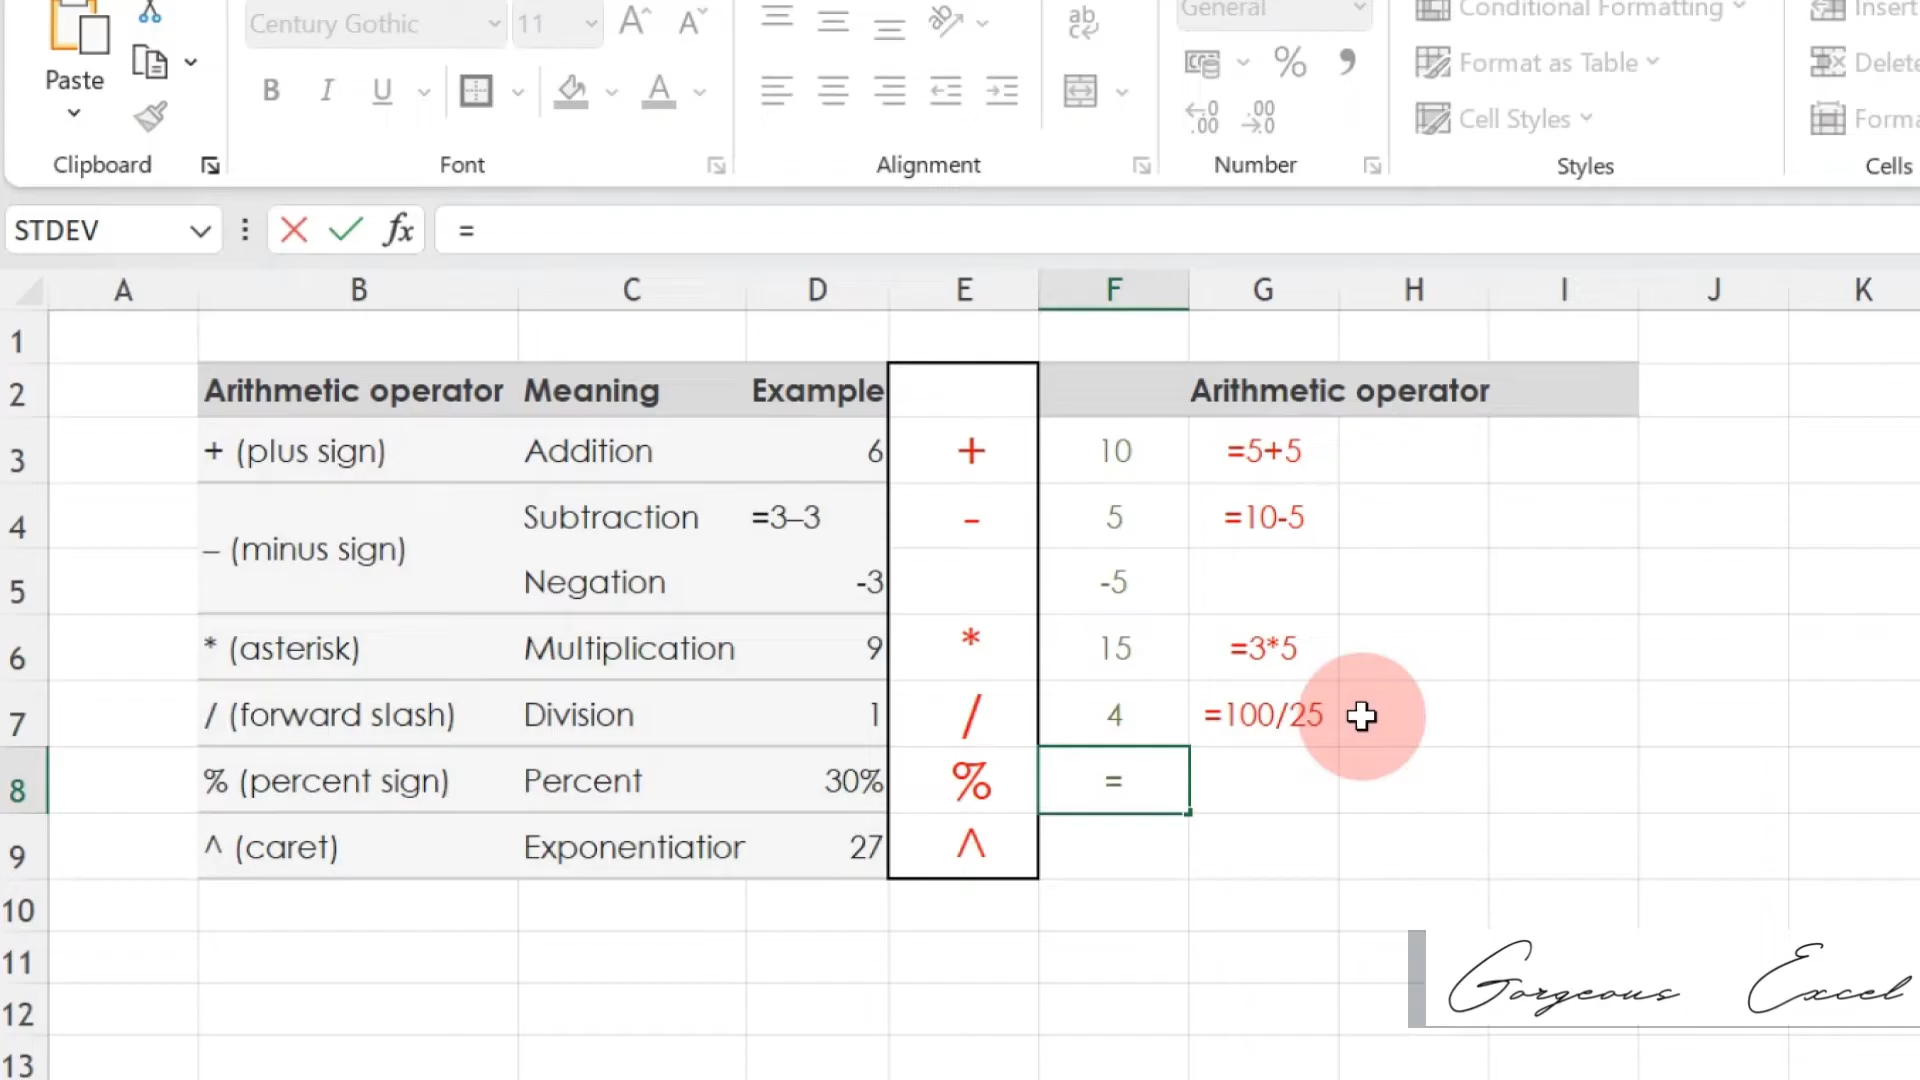 Century Gothic 11 A A General Conditional Formatting Insert
Paste B I U A ab % , Format as Table Delete
.00 .00 Cell Styles
Clipboard Font Alignment Number Styles Cells
STDEV fx =
A B C D E F G H I J K
1
2 Arithmetic operator Meaning Example Arithmetic operator
3 + (plus sign) Addition 6 + 10 =5+5
4 – (minus sign) Subtraction =3–3 - 5 =10-5
5 Negation -3 -5
6 * (asterisk) Multiplication 9 * 15 =3*5
7 / (forward slash) Division 1 / 4 =100/25
8 % (percent sign) Percent 30% % =
9 ^ (caret) Exponentiation 27 ^
10
11
12 Gorgeous Excel
13